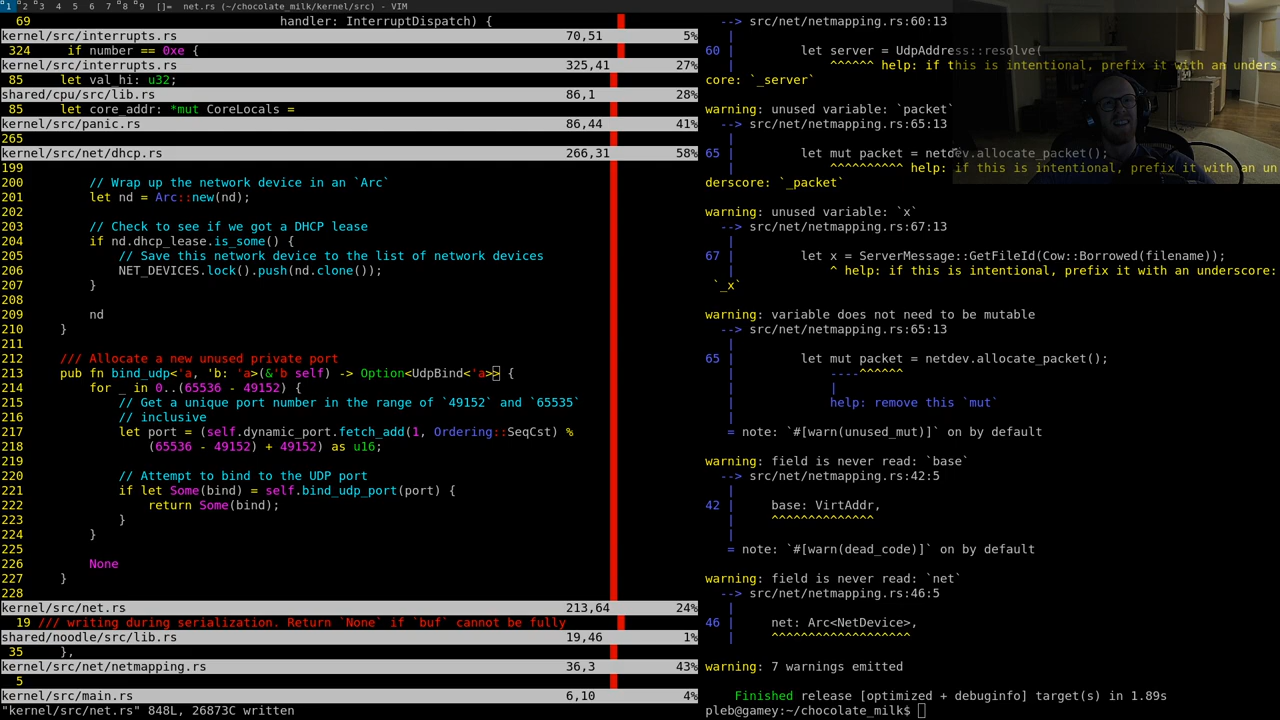 1 2 3 4 5 6 7 8 9 []= net.rs (~/chocolate_milk/kernel/src) - VIM
69 handler: InterruptDispatch) {
kernel/src/interrupts.rs 70,51 5%
324 if number == 0xe {
kernel/src/interrupts.rs 325,41 27%
85 let val_hi: u32;
shared/cpu/src/lib.rs 86,1 28%
85 let core_addr: *mut CoreLocals =
kernel/src/panic.rs 86,44 41%
265
kernel/src/net/dhcp.rs 266,31 58%
199
200 // Wrap up the network device in an `Arc`
201 let nd = Arc::new(nd);
202
203 // Check to see if we got a DHCP lease
204 if nd.dhcp_lease.is_some() {
205 // Save this network device to the list of network devices
206 NET_DEVICES.lock().push(nd.clone());
207 }
208
209 nd
210 }
211
212 /// Allocate a new unused private port
213 pub fn bind_udp<'a, 'b: 'a>(&'b self) -> Option<UdpBind<'a>> {
214 for _ in 0..(65536 - 49152) {
215 // Get a unique port number in the range of `49152` and `65535`
216 // inclusive
217 let port = (self.dynamic_port.fetch_add(1, Ordering::SeqCst) %
218 (65536 - 49152) + 49152) as u16;
219
220 // Attempt to bind to the UDP port
221 if let Some(bind) = self.bind_udp_port(port) {
222 return Some(bind);
223 }
224 }
225
226 None
227 }
228
kernel/src/net.rs 213,64 24%
19 /// writing during serialization. Return `None` if `buf` cannot be fully
shared/noodle/src/lib.rs 19,46 1%
35 },
kernel/src/net/netmapping.rs 36,3 43%
5
kernel/src/main.rs 6,10 4%
"kernel/src/net.rs" 848L, 26873C written
--> src/net/netmapping.rs:60:13
|
60 | let server = UdpAddress::resolve(
| ^^^^^^ help: if this is intentional, prefix it with an unders
core: `_server`
warning: unused variable: `packet`
--> src/net/netmapping.rs:65:13
|
65 | let mut packet = netdev.allocate_packet();
| ^^^^^^^^^^ help: if this is intentional, prefix it with an un
derscore: `_packet`
warning: unused variable: `x`
--> src/net/netmapping.rs:67:13
|
67 | let x = ServerMessage::GetFileId(Cow::Borrowed(filename));
| ^ help: if this is intentional, prefix it with an underscore:
`_x`
warning: variable does not need to be mutable
--> src/net/netmapping.rs:65:13
|
65 | let mut packet = netdev.allocate_packet();
| ----^^^^^^
| |
| help: remove this `mut`
|
= note: `#[warn(unused_mut)]` on by default
warning: field is never read: `base`
--> src/net/netmapping.rs:42:5
|
42 | base: VirtAddr,
| ^^^^^^^^^^^^^^
|
= note: `#[warn(dead_code)]` on by default
warning: field is never read: `net`
--> src/net/netmapping.rs:46:5
|
46 | net: Arc<NetDevice>,
| ^^^^^^^^^^^^^^^^^^^
warning: 7 warnings emitted
Finished release [optimized + debuginfo] target(s) in 1.89s
pleb@gamey:~/chocolate_milk$